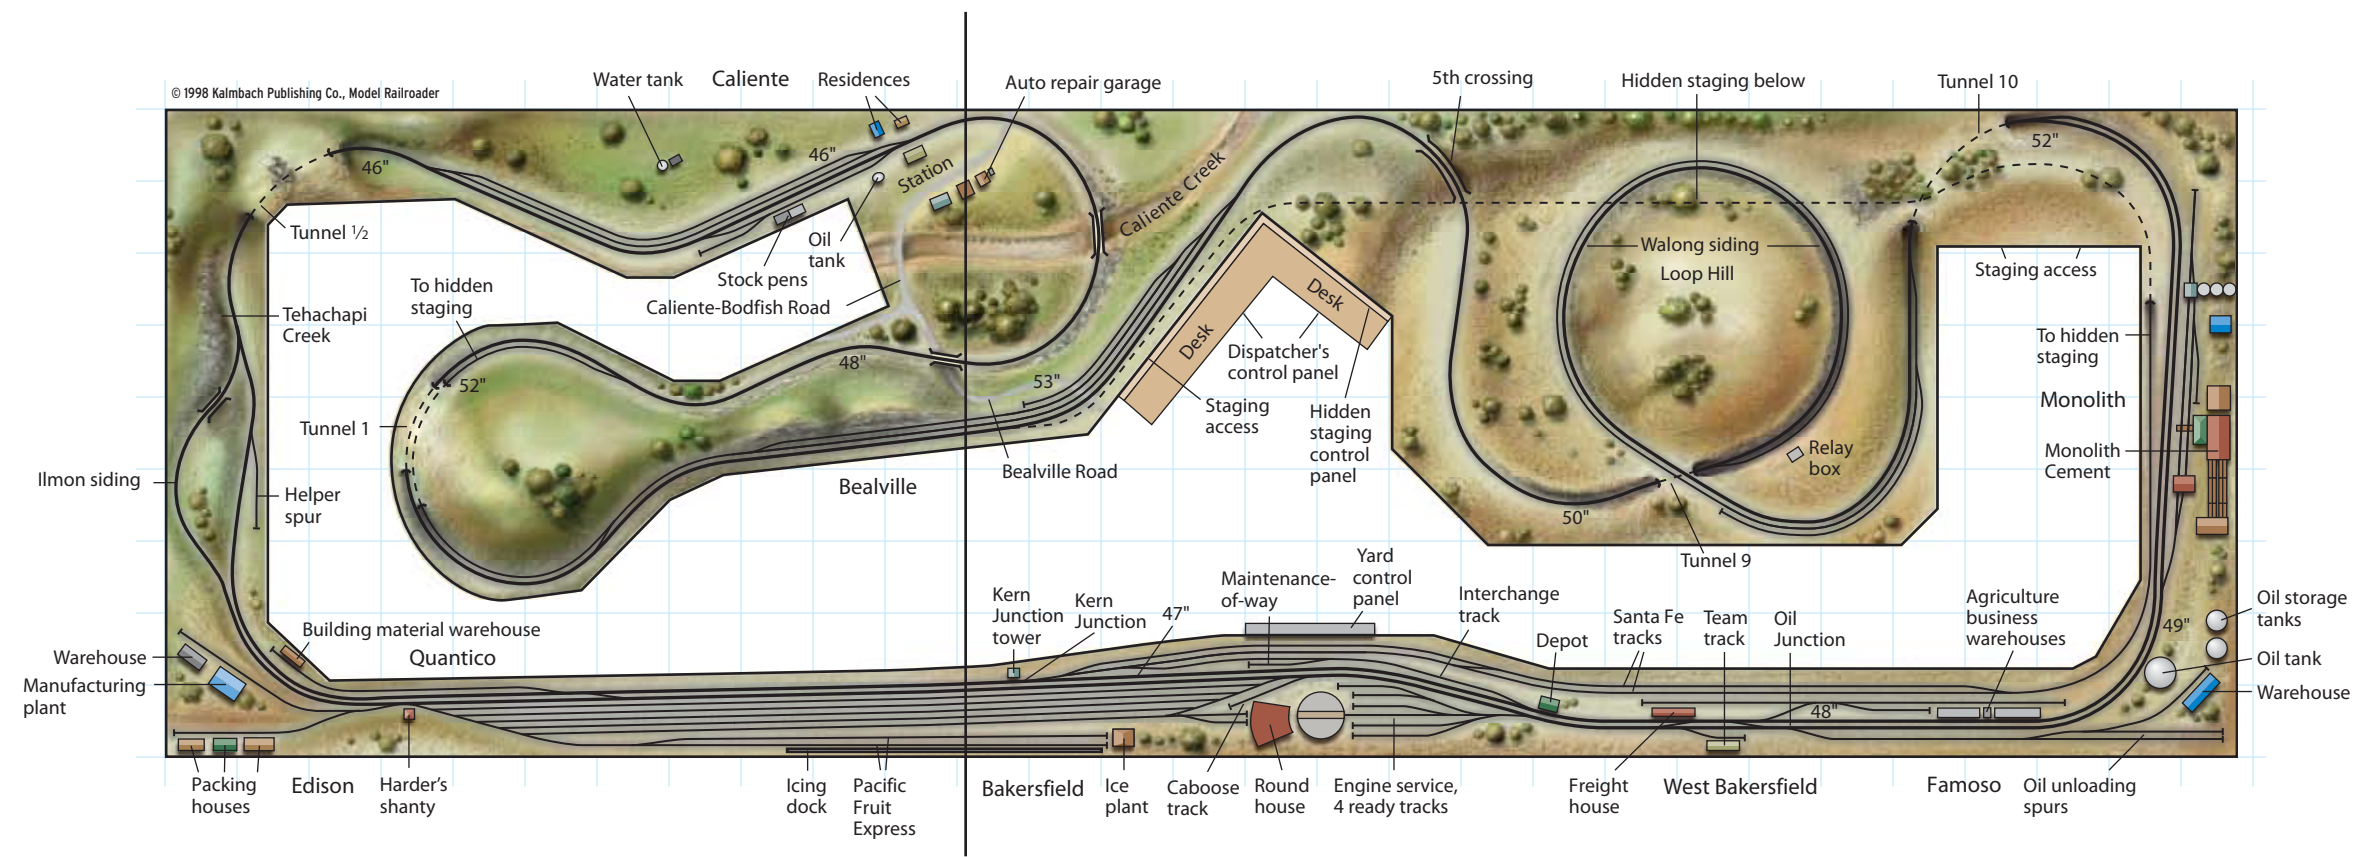 Water tank
Caliente
Residences
Auto repair garage
5th crossing
Hidden staging below
Tunnel 10
© 1998 Kalmbach Publishing Co., Model Railroader
46"
46"
Station
Caliente Creek
52"
Tunnel ½
Oil
tank
Stock pens
Caliente-Bodfish Road
To hidden
staging
Tehachapi
Creek
Desk
Desk
Walong siding
Loop Hill
Staging access
48"
52"
53"
Dispatcher's
control panel
To hidden
staging
Monolith
Monolith
Cement
Tunnel 1
Staging
access
Hidden
staging
control
panel
Relay
box
Ilmon siding
Helper
spur
Bealville
Bealville Road
50"
Tunnel 9
Building material warehouse
Quantico
Warehouse
Manufacturing
plant
Kern
Junction
tower
Kern
Junction
47"
Maintenance-
of-way
Yard
control
panel
Interchange
track
Depot
Santa Fe
tracks
Team
track
Oil
Junction
Agriculture
business
warehouses
49"
Oil storage
tanks
Oil tank
Warehouse
48"
Packing
houses
Edison
Harder's
shanty
Icing
dock
Pacific
Fruit
Express
Bakersfield
Ice
plant
Caboose
track
Round
house
Engine service,
4 ready tracks
Freight
house
West Bakersfield
Famoso
Oil unloading
spurs